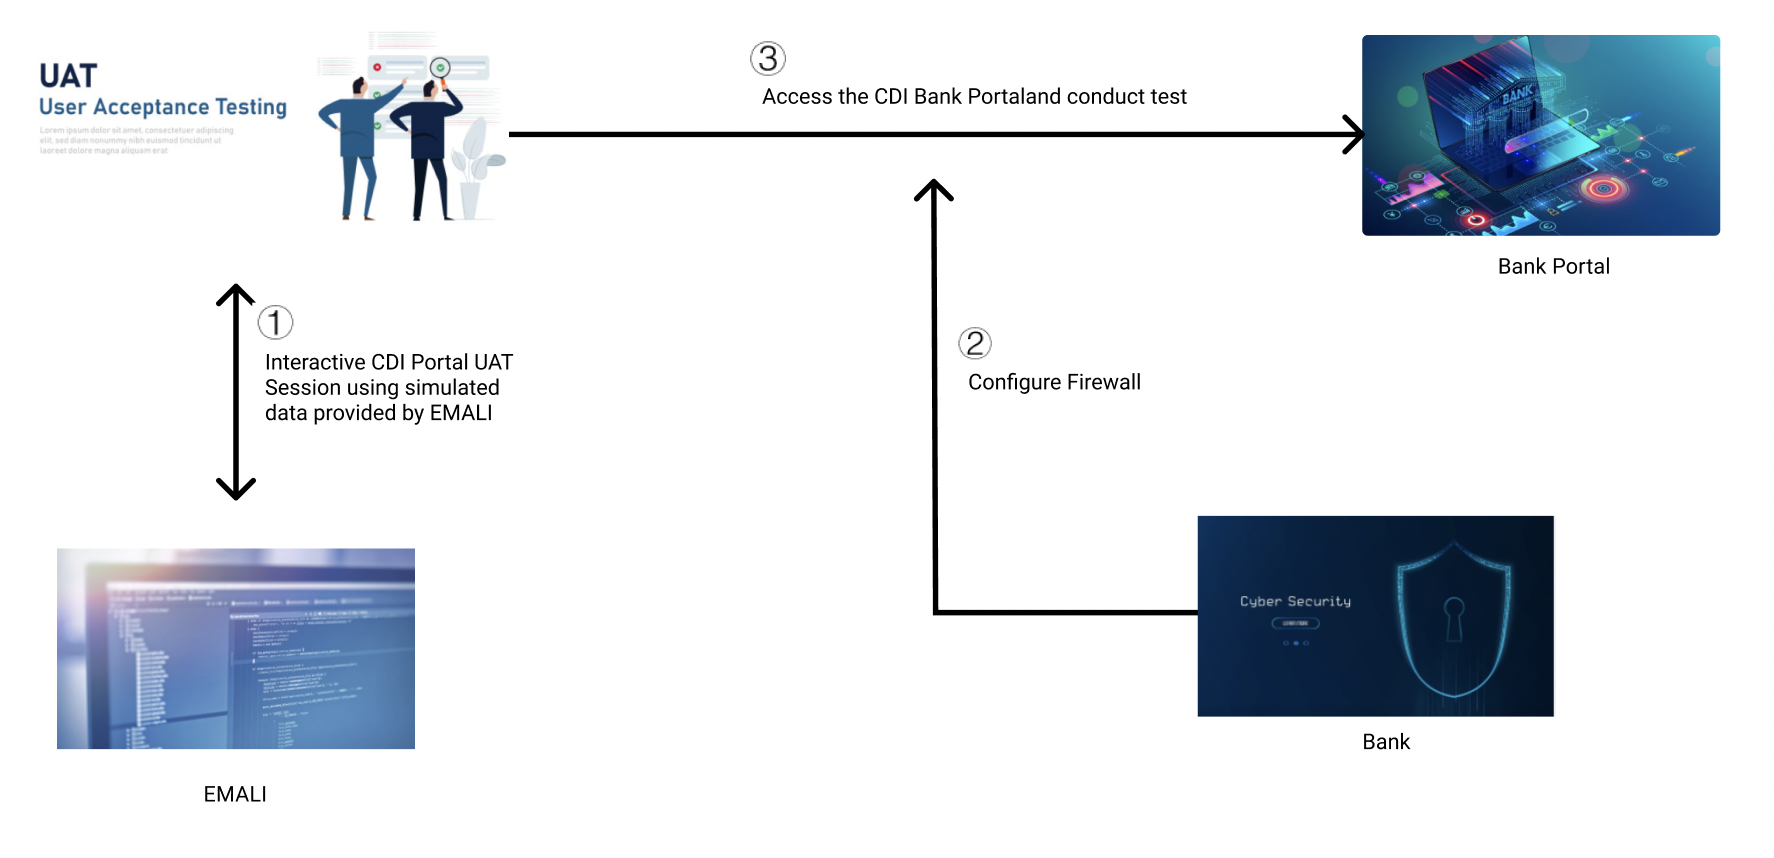 UAT
User Acceptance Testing
Lorem ipsum dolor sit amet, consectetuer adipiscing
elit, sed diam nonummy nibh euismod tincidunt ut
laoreet dolore magna aliquam erat
③
Access the CDI Bank Portaland conduct test
BANK
Bank Portal
①
Interactive CDI Portal UAT
Session using simulated
data provided by EMALI
②
Configure Firewall
Cyber Security
Bank
EMALI